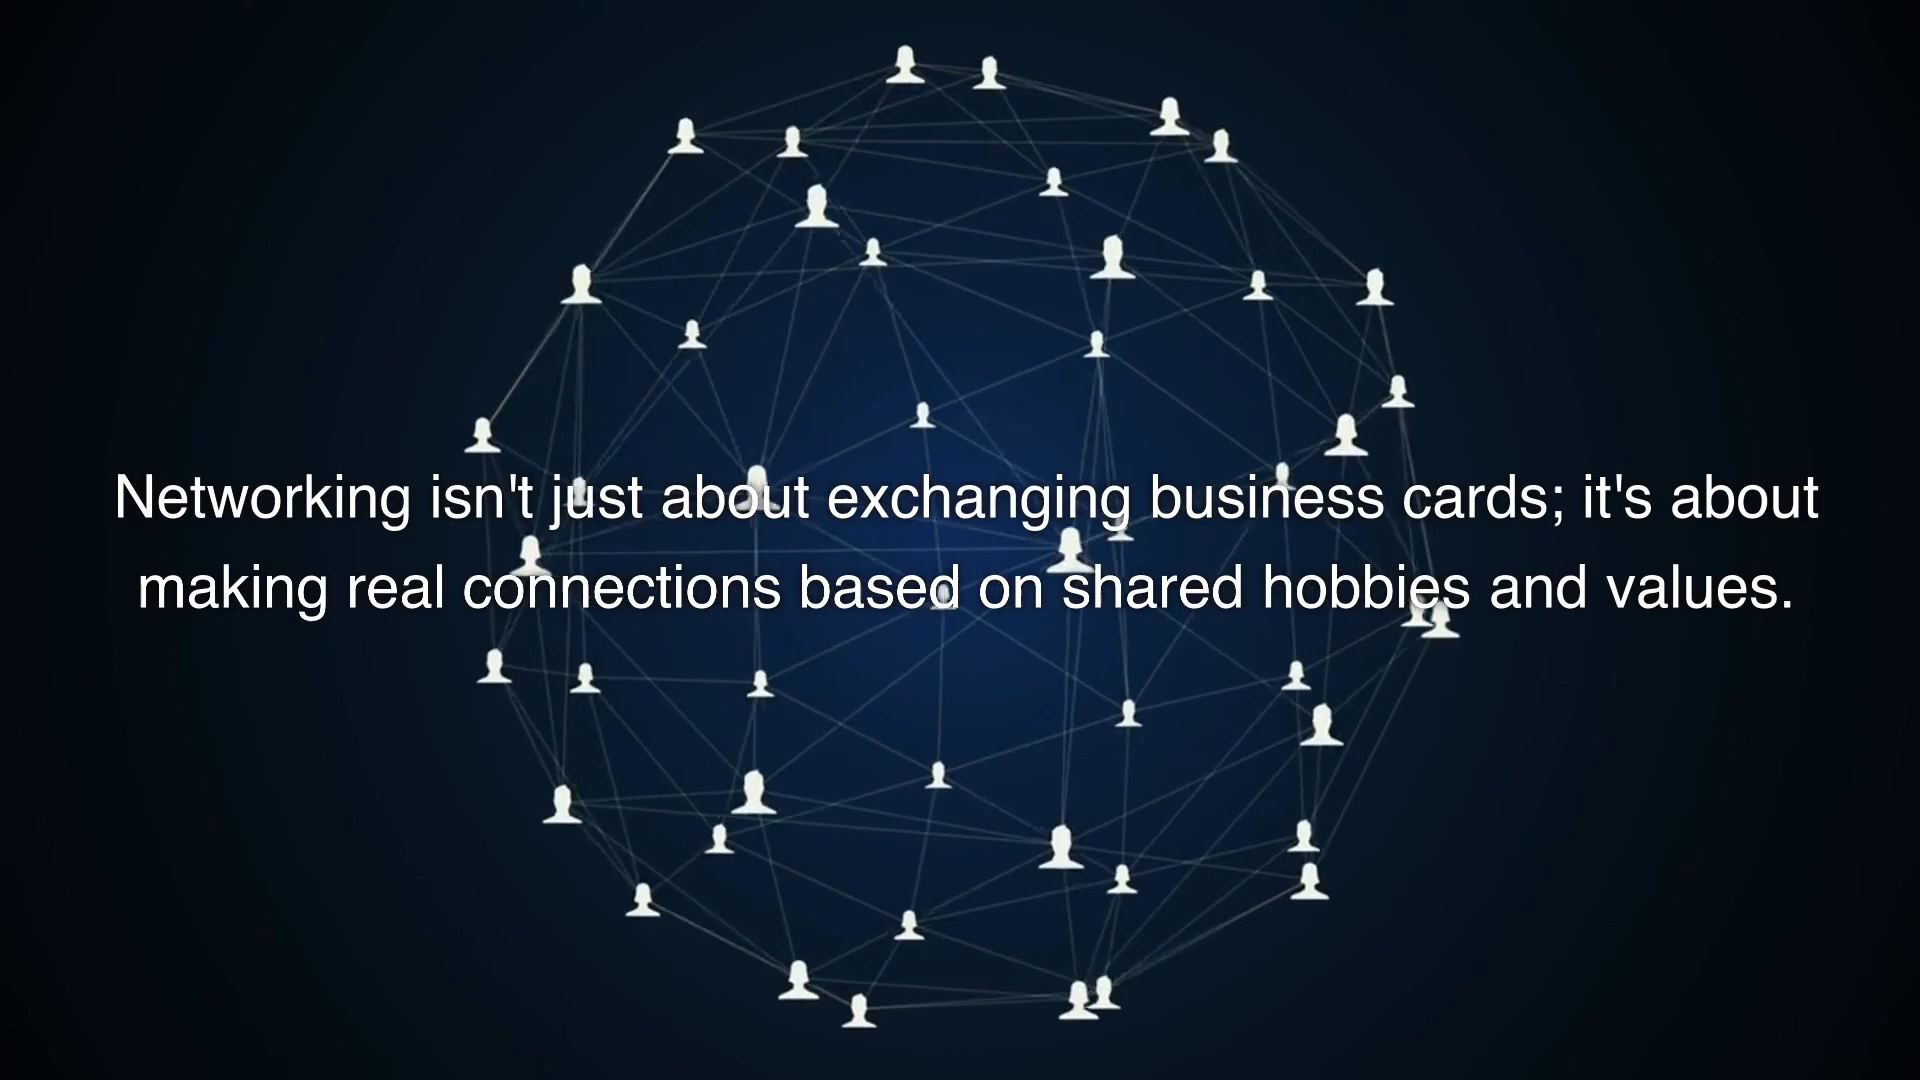 Networking isn't just about exchanging business cards; it's about
making real connections based on shared hobbies and values.